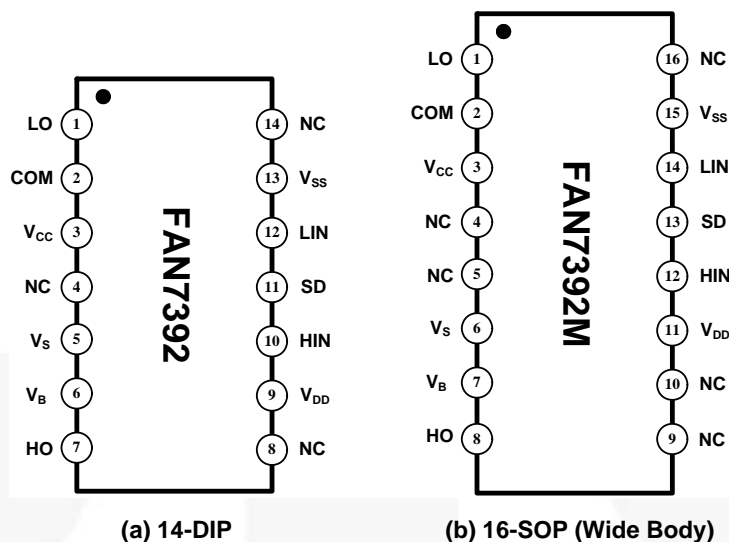 LO 1 14 NC
COM 2 13 VSS
VCC 3 12 LIN
NC 4 11 SD
VS 5 10 HIN
VB 6 9 VDD
HO 7 8 NC
FAN7392
(a) 14-DIP
LO 1 16 NC
COM 2 15 VSS
VCC 3 14 LIN
NC 4 13 SD
NC 5 12 HIN
VS 6 11 VDD
VB 7 10 NC
HO 8 9 NC
FAN7392M
(b) 16-SOP (Wide Body)